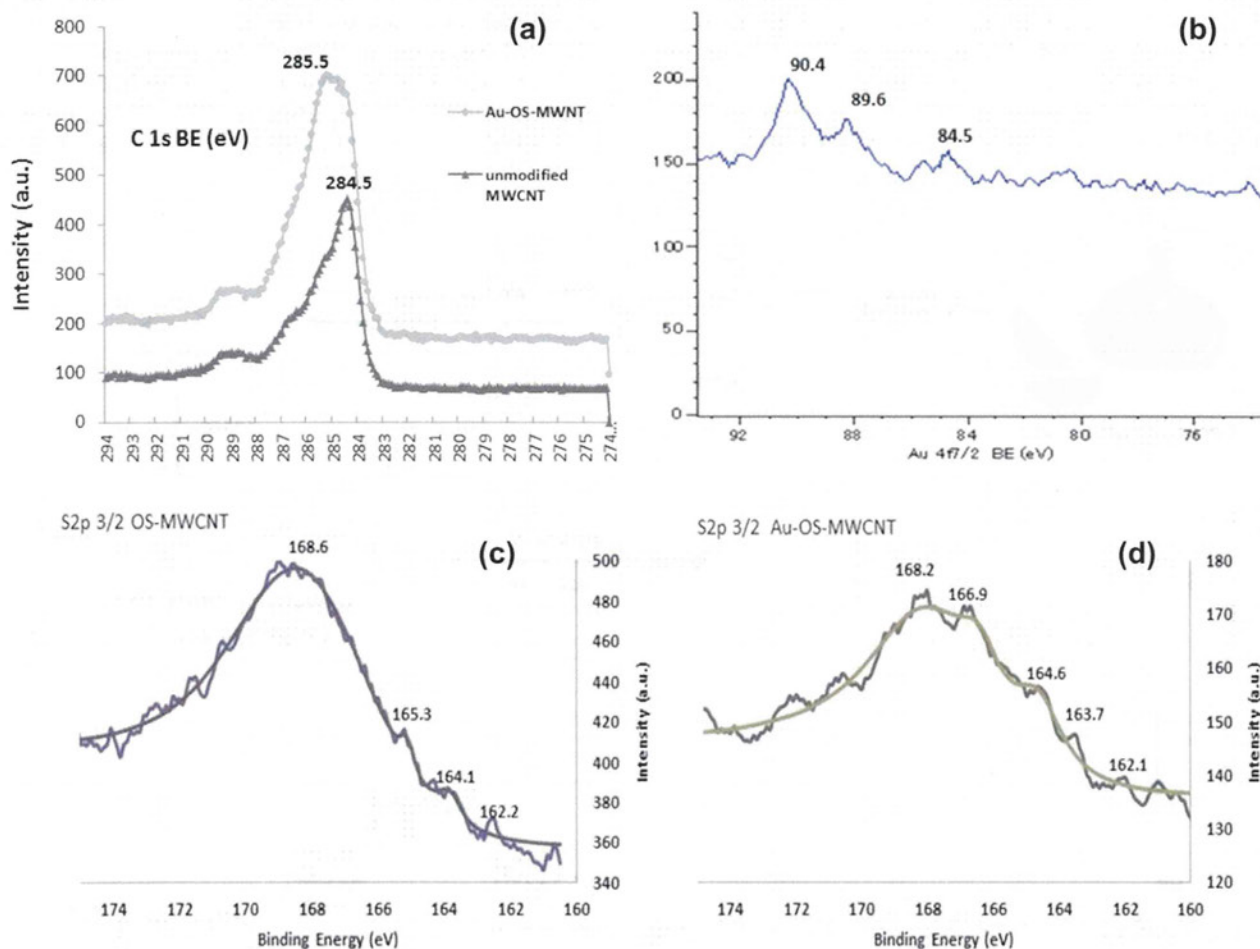 (a)
800
700
600
500
400
300
200
100
0
Intensity (a.u.)
C 1s BE (eV)
285.5
284.5
Au-OS-MWNT
unmodified
MWCNT
294 293 292 291 290 289 288 287 286 285 284 283 282 281 280 279 278 277 276 275 274...
(b)
200
150
100
50
0
90.4
89.6
84.5
92 88 84 80 76
Au 4f7/2 BE (eV)
S2p 3/2 OS-MWCNT
(c)
168.6
165.3
164.1
162.2
500
480
460
440
420
400
380
360
340
Intensity (a.u.)
174 172 170 168 166 164 162 160
Binding Energy (eV)
S2p 3/2 Au-OS-MWCNT
(d)
168.2
166.9
164.6
163.7
162.1
180
170
160
150
140
130
120
Intensity (a.u.)
174 172 170 168 166 164 162 160
Binding Energy (eV)